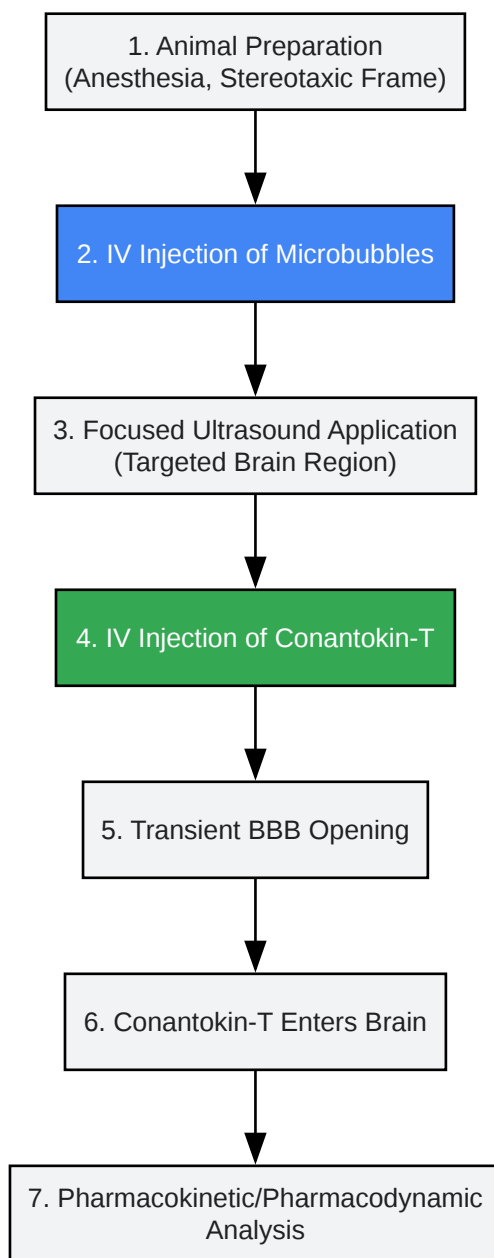 1. Animal Preparation
(Anesthesia, Stereotaxic Frame)
2. IV Injection of Microbubbles
3. Focused Ultrasound Application
(Targeted Brain Region)
4. IV Injection of Conantokin-T
5. Transient BBB Opening
6. Conantokin-T Enters Brain
7. Pharmacokinetic/Pharmacodynamic
Analysis